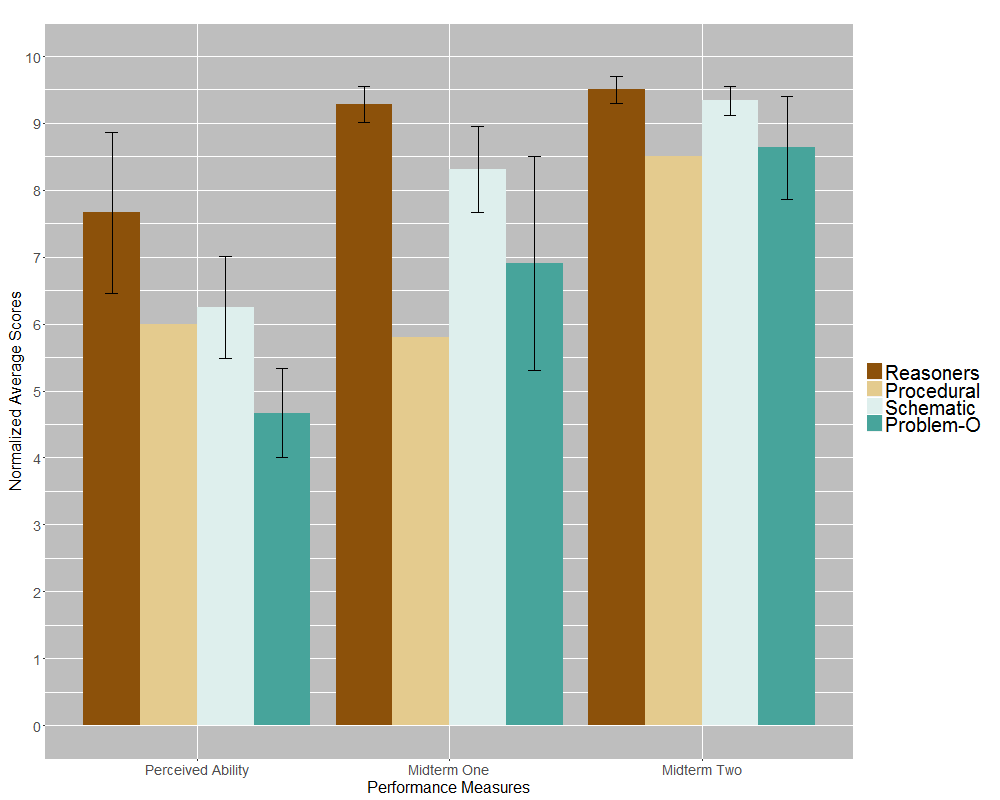 10
9
8
7
6
5
4
3
2
1
0
Normalized Average Scores
Perceived Ability
Midterm One
Midterm Two
Performance Measures
Reasoners
Procedural
Schematic
Problem-O